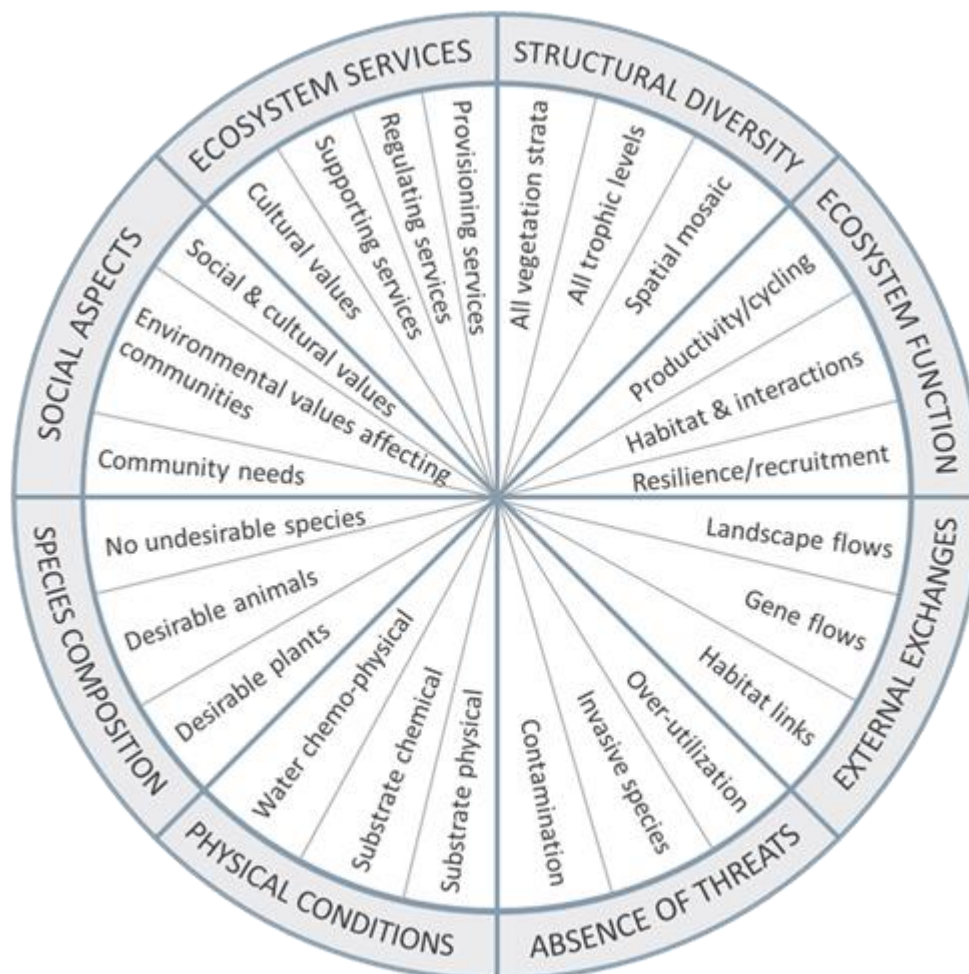 STRUCTURAL DIVERSITY
All vegetation strata
All trophic levels
Spatial mosaic
ECOSYSTEM FUNCTION
Productivity/cycling
Habitat & interactions
Resilience/recruitment
EXTERNAL EXCHANGES
Landscape flows
Gene flows
Habitat links
ABSENCE OF THREATS
Over-utilization
Invasive species
Contamination
PHYSICAL CONDITIONS
Substrate physical
Substrate chemical
Water chemo-physical
SPECIES COMPOSITION
Desirable plants
Desirable animals
No undesirable species
SOCIAL ASPECTS
Community needs
Environmental values affecting
communities
Social & cultural values
ECOSYSTEM SERVICES
Cultural values
Supporting services
Regulating services
Provisioning services